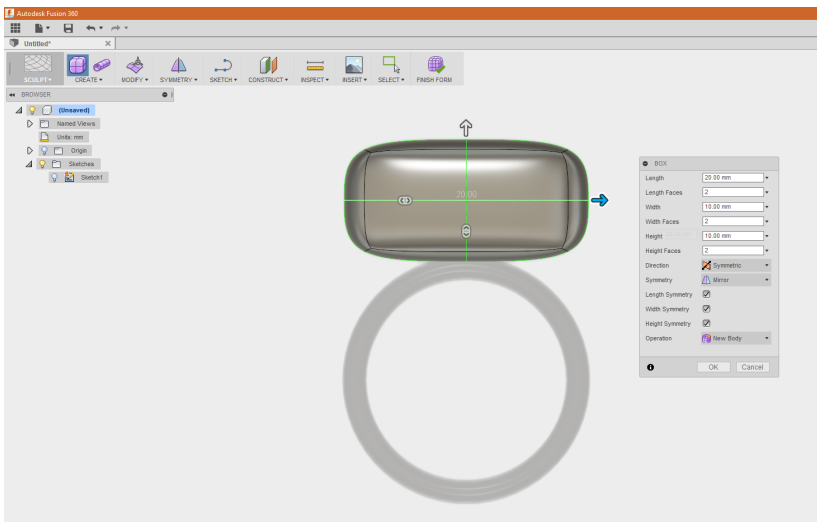 Autodesk Fusion 360
Untitled*
SCULPT CREATE MODIFY SYMMETRY SKETCH CONSTRUCT INSPECT INSERT SELECT FINISH FORM
BROWSER
(Unsaved)
Named Views
Units: mm
Origin
Sketches
Sketch1
20.00
BOX
Length 20.00 mm
Length Faces 2
Width 10.00 mm
Width Faces 2
Height 10.00 mm
Height Faces 2
Direction Symmetric
Symmetry Mirror
Length Symmetry
Width Symmetry
Height Symmetry
Operation New Body
OK Cancel